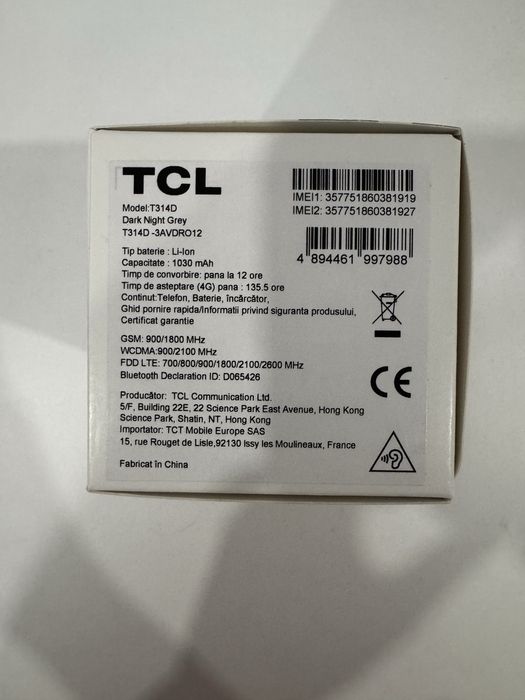 TCL
Model:T314D
Dark Night Grey
T314D -3AVDRO12
IMEI1: 357751860381919
IMEI2: 357751860381927
4 894461 997988
Tip baterie : Li-Ion
Capacitate : 1030 mAh
Timp de convorbire: pana la 12 ore
Timp de asteptare (4G) pana : 135.5 ore
Continut:Telefon, Baterie, încărcător,
Ghid pornire rapida/Informatii privind siguranta produsului,
Certificat garantie
GSM: 900/1800 MHz
WCDMA:900/2100 MHz
FDD LTE: 700/800/900/1800/2100/2600 MHz
Bluetooth Declaration ID: D065426
CE
Producător: TCL Communication Ltd.
5/F, Building 22E, 22 Science Park East Avenue, Hong Kong
Science Park, Shatin, NT, Hong Kong
Importator: TCT Mobile Europe SAS
15, rue Rouget de Lisle,92130 Issy les Moulineaux, France
Fabricat în China